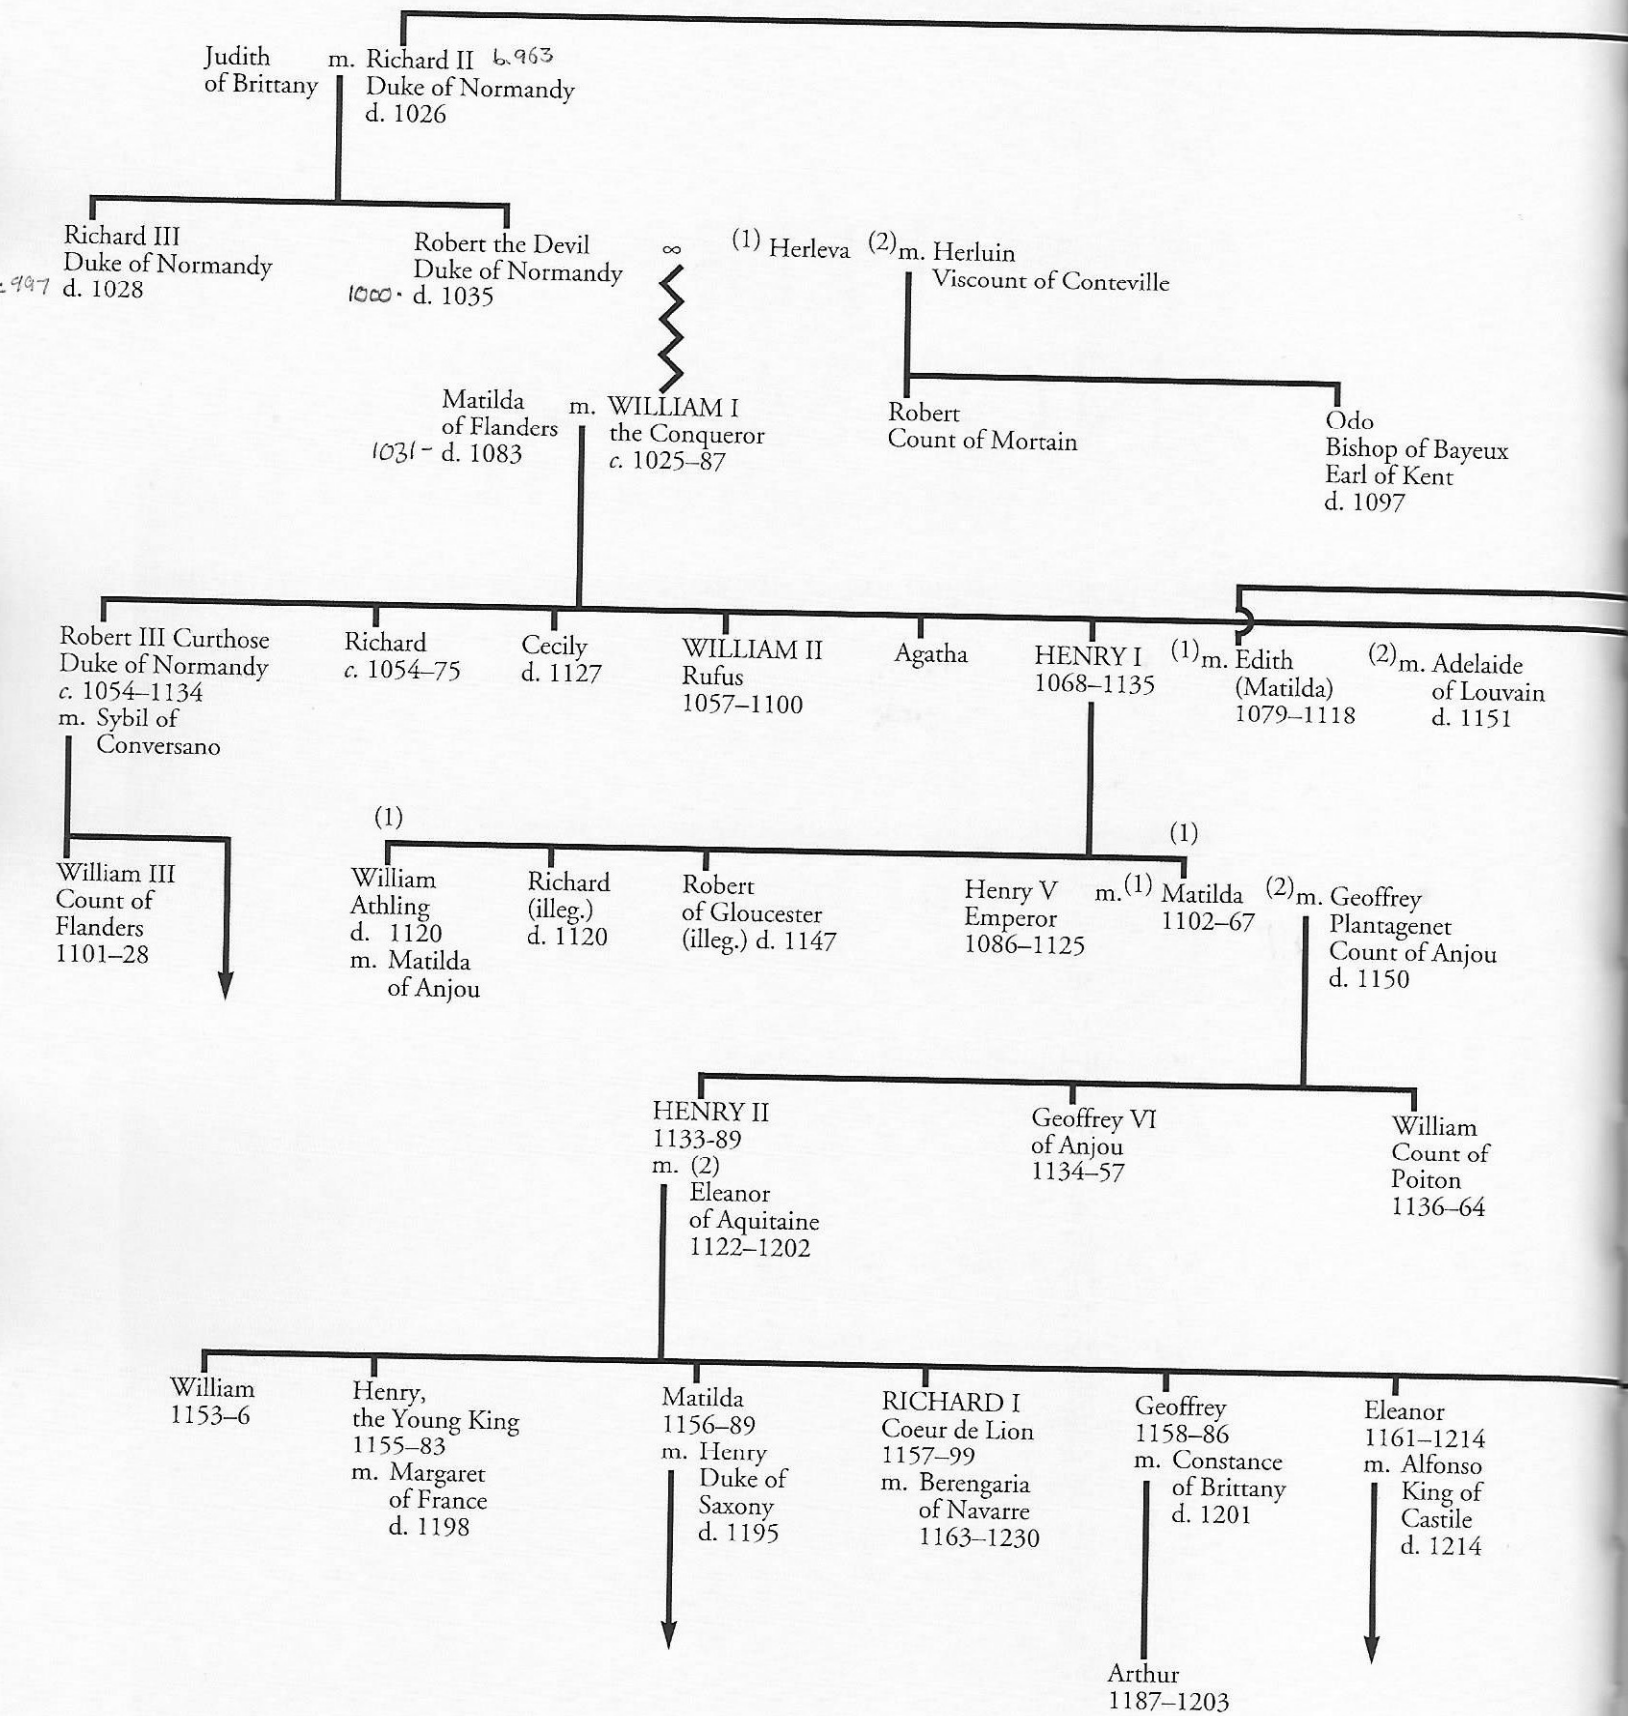 Judith
of Brittany
m. Richard II b.963
Duke of Normandy
d. 1026
Richard III
Duke of Normandy
997 d. 1028
Robert the Devil
Duke of Normandy
1000. d. 1035
∞
(1) Herleva (2) m. Herluin
Viscount of Conteville
Matilda
of Flanders
1031- d. 1083
m. WILLIAM I
the Conqueror
c. 1025–87
Robert
Count of Mortain
Odo
Bishop of Bayeux
Earl of Kent
d. 1097
Robert III Curthose
Duke of Normandy
c. 1054–1134
m. Sybil of
Conversano
Richard
c. 1054–75
Cecily
d. 1127
WILLIAM II
Rufus
1057–1100
Agatha
HENRY I
1068–1135
(1) m. Edith
(Matilda)
1079–1118
(2) m. Adelaide
of Louvain
d. 1151
William III
Count of
Flanders
1101–28
(1)
William
Athling
d. 1120
m. Matilda
of Anjou
Richard
(illeg.)
d. 1120
Robert
of Gloucester
(illeg.) d. 1147
Henry V
Emperor
1086–1125
(1)
m. (1) Matilda
1102–67
(2) m. Geoffrey
Plantagenet
Count of Anjou
d. 1150
HENRY II
1133-89
m. (2)
Eleanor
of Aquitaine
1122–1202
Geoffrey VI
of Anjou
1134–57
William
Count of
Poiton
1136–64
William
1153–6
Henry,
the Young King
1155–83
m. Margaret
of France
d. 1198
Matilda
1156–89
m. Henry
Duke of
Saxony
d. 1195
RICHARD I
Coeur de Lion
1157–99
m. Berengaria
of Navarre
1163–1230
Geoffrey
1158–86
m. Constance
of Brittany
d. 1201
Eleanor
1161–1214
m. Alfonso
King of
Castile
d. 1214
Arthur
1187–1203